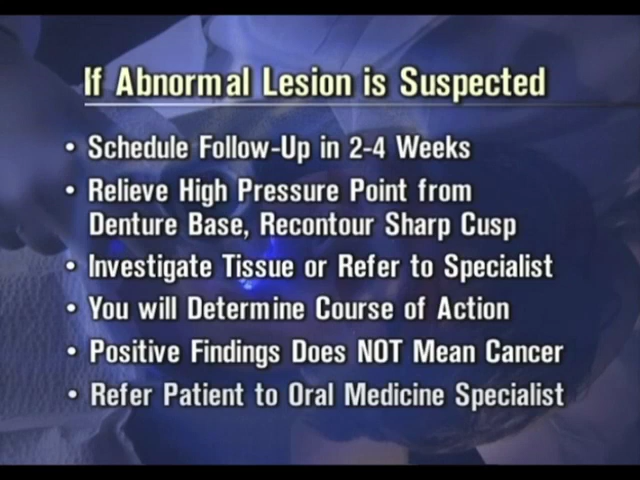 If Abnormal Lesion is Suspected
• Schedule Follow-Up in 2-4 Weeks
• Relieve High Pressure Point from
Denture Base, Recontour Sharp Cusp
• Investigate Tissue or Refer to Specialist
• You will Determine Course of Action
• Positive Findings Does NOT Mean Cancer
• Refer Patient to Oral Medicine Specialist